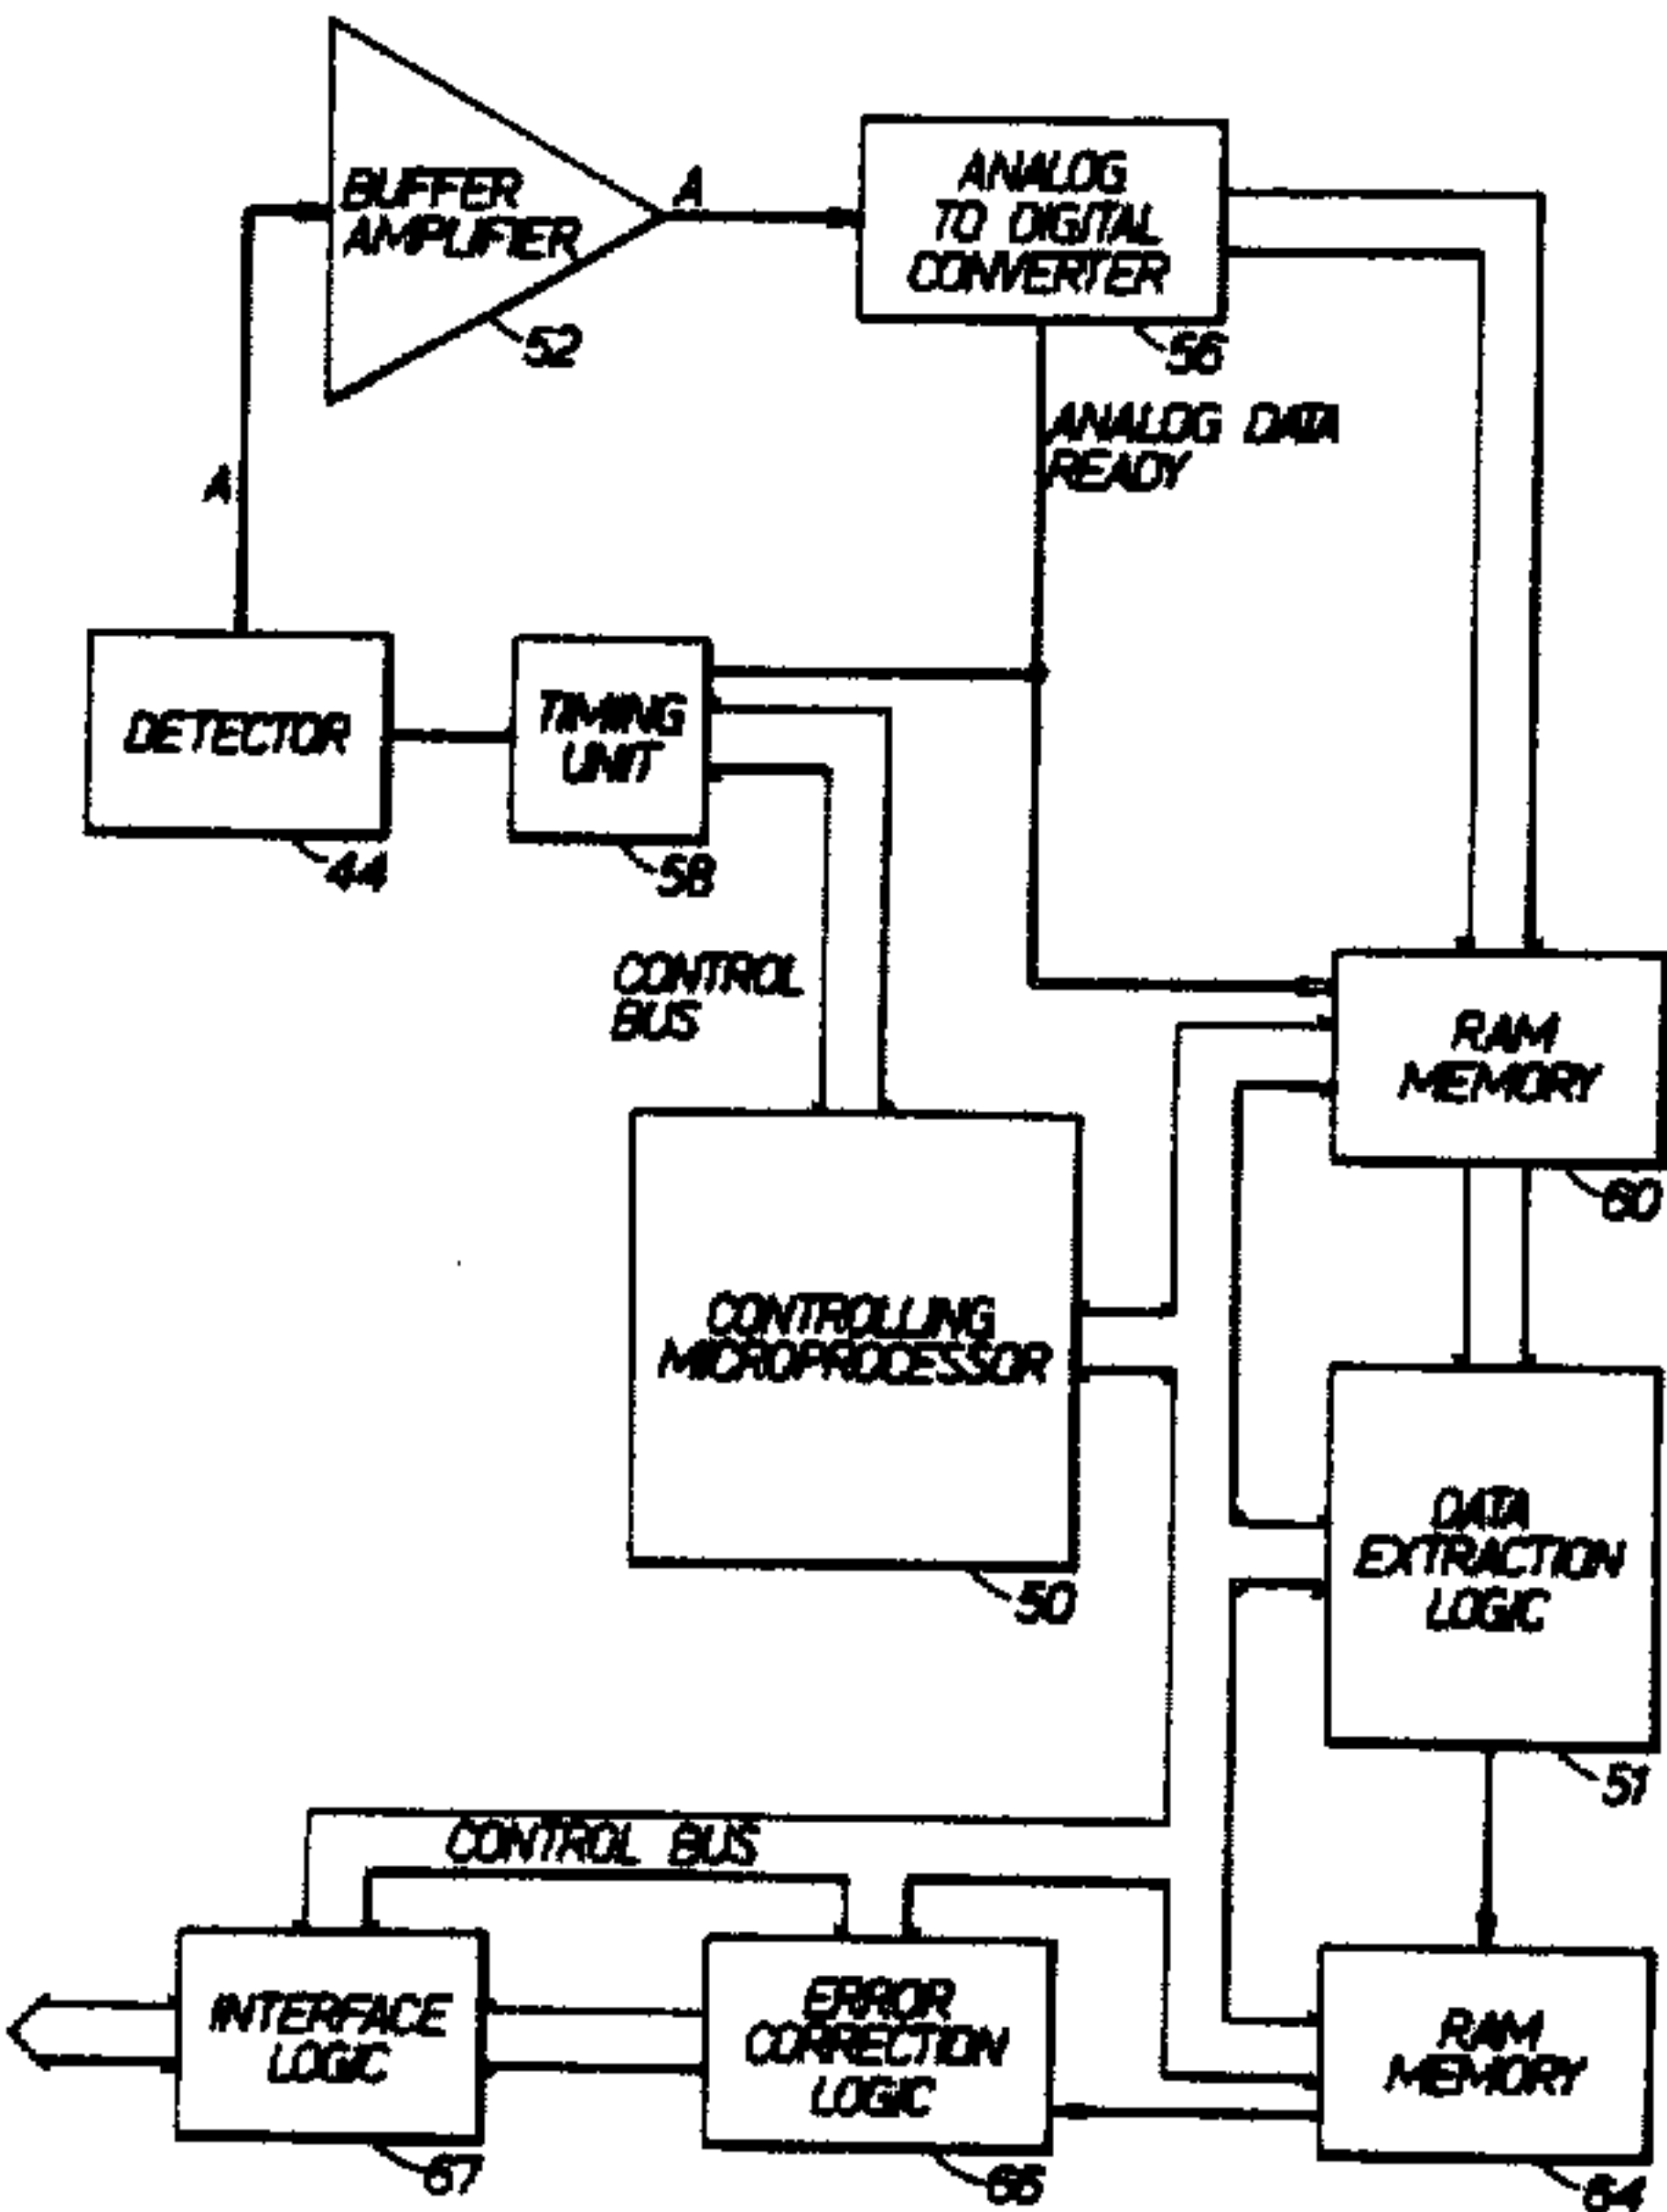 BUFFER
AMPLIFIER
A
ANALOG
TO DIGITAL
CONVERTER
52
56
ANALOG DATA
READY
A
DETECTOR
TIMING
UNIT
44
58
CONTROL
BUS
RAM
MEMORY
60
CONTROLLING
MICROPROCESSOR
50
DATA
EXTRACTION
LOGIC
51
CONTROL BUS
INTERFACE
LOGIC
ERROR
CORRECTION
LOGIC
RAM
MEMORY
67
64